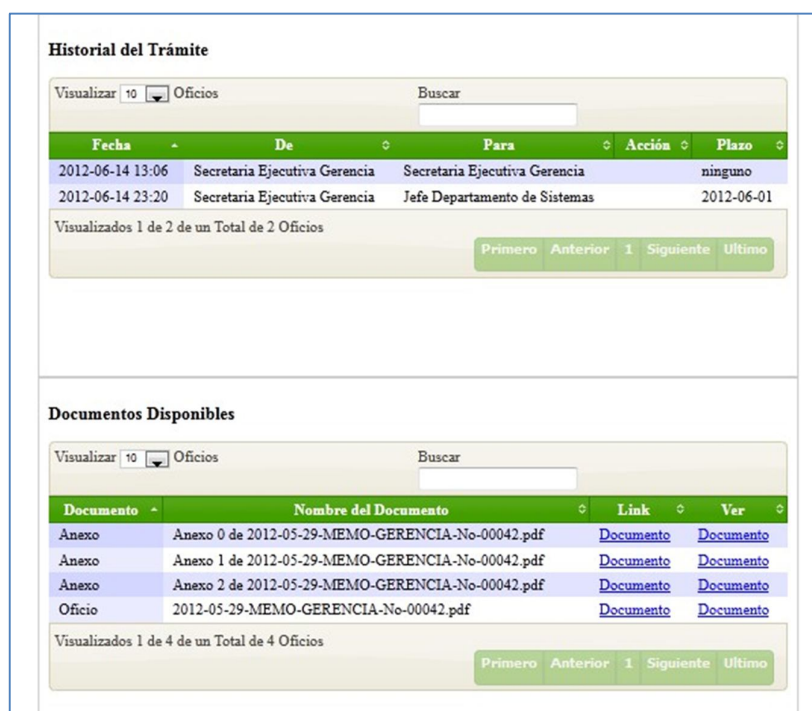 Historial del Trámite
Visualizar 10 Oficios Buscar
Fecha De Para Acción Plazo
2012-06-14 13:06 Secretaria Ejecutiva Gerencia Secretaria Ejecutiva Gerencia ninguno
2012-06-14 23:20 Secretaria Ejecutiva Gerencia Jefe Departamento de Sistemas 2012-06-01
Visualizados 1 de 2 de un Total de 2 Oficios
Primero Anterior 1 Siguiente Ultimo
Documentos Disponibles
Visualizar 10 Oficios Buscar
Documento Nombre del Documento Link Ver
Anexo Anexo 0 de 2012-05-29-MEMO-GERENCIA-No-00042.pdf Documento Documento
Anexo Anexo 1 de 2012-05-29-MEMO-GERENCIA-No-00042.pdf Documento Documento
Anexo Anexo 2 de 2012-05-29-MEMO-GERENCIA-No-00042.pdf Documento Documento
Oficio 2012-05-29-MEMO-GERENCIA-No-00042.pdf Documento Documento
Visualizados 1 de 4 de un Total de 4 Oficios
Primero Anterior 1 Siguiente Ultimo